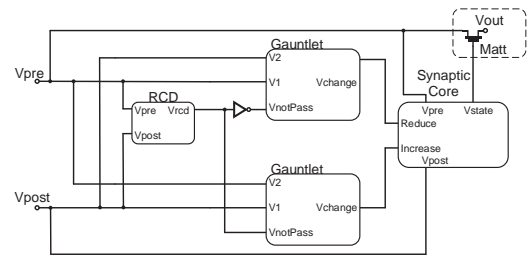 Vout
Matt
Gauntlet
V2
V1
Vchange
VnotPass
Vpre
RCD
Vpre Vrcd
Vpost
Synaptic
Core
Vpre Vstate
Reduce
Increase
Vpost
Gauntlet
V2
V1 Vchange
VnotPass
Vpost